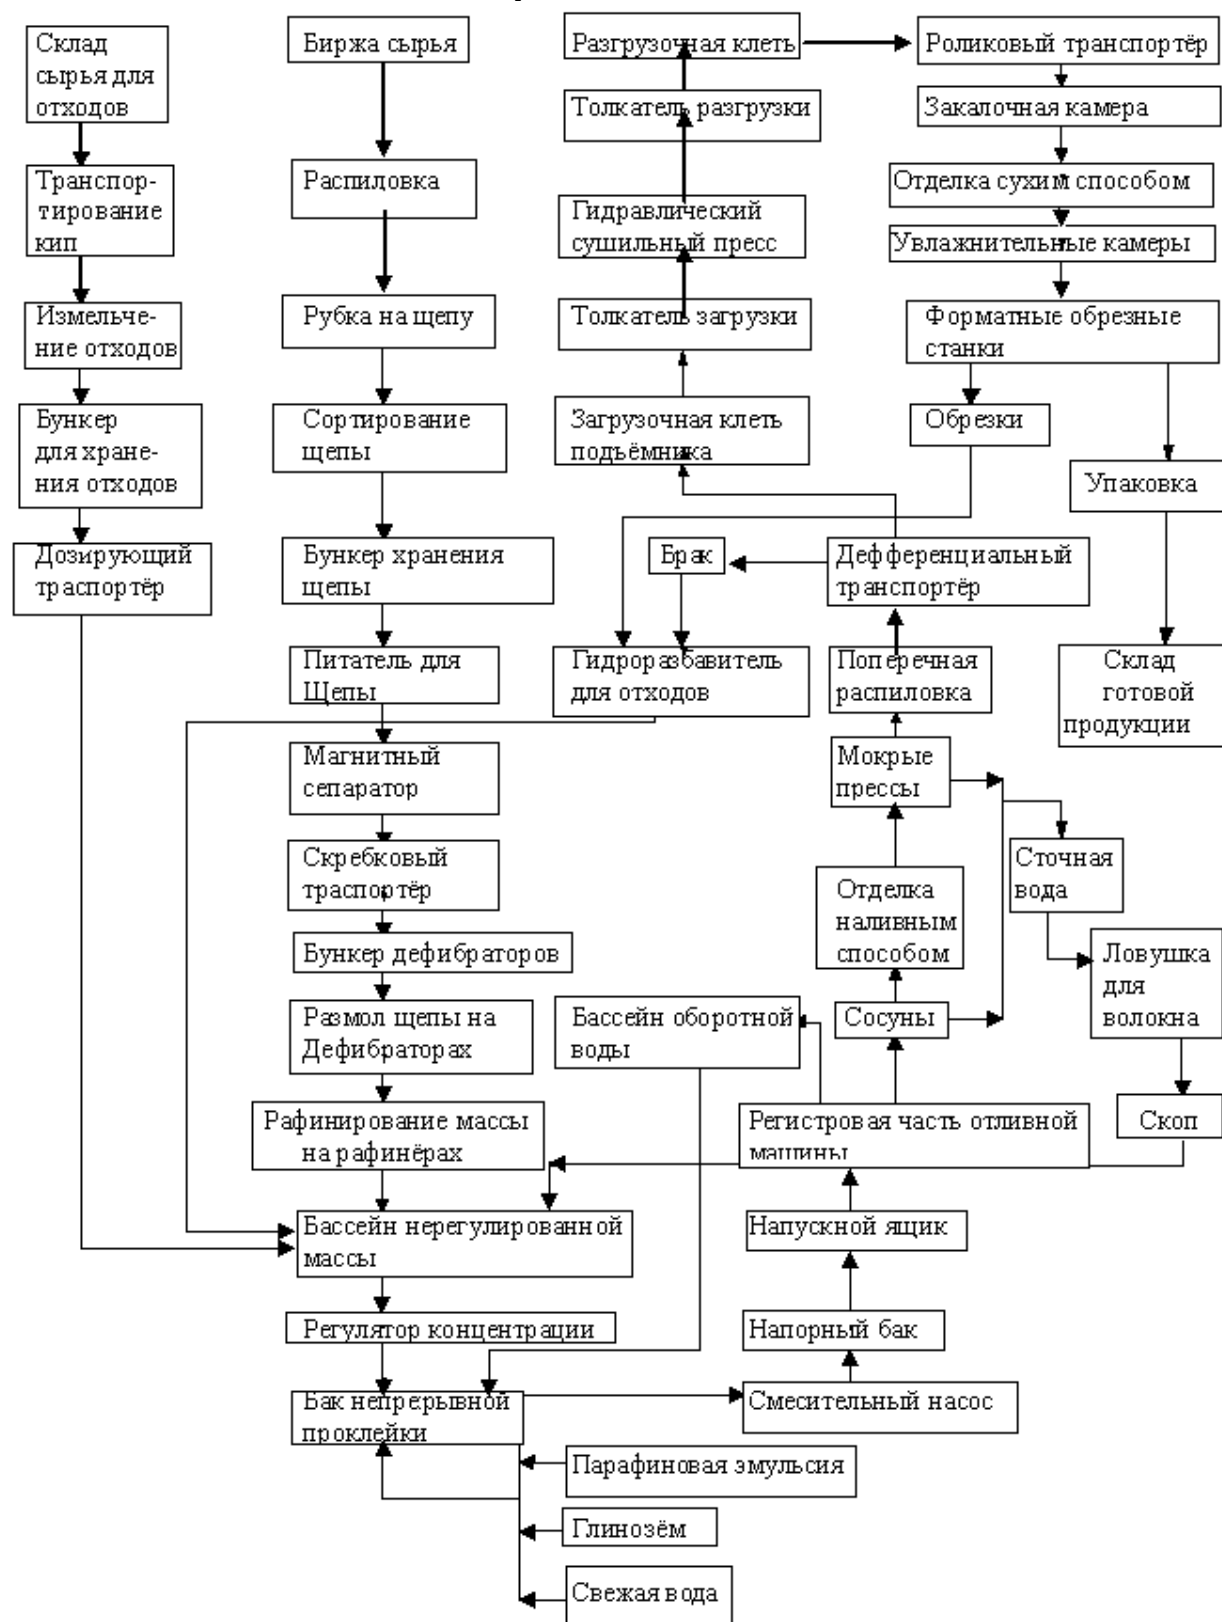 Склад
сырья для
отходов
Транспор-
тирование
кип
Измельче-
ние отходов
Бункер
для хране-
ния отходов
Дозирующий
траспортёр
Биржа сырья
Распиловка
Рубка на щепу
Сортирование
щепы
Бункер хранения
щепы
Питатель для
Щепы
Магнитный
сепаратор
Скребковый
траспортёр
Бункер дефибраторов
Размол щепы на
Дефибраторах
Рафинирование массы
на рафинёрах
Бассейн нерегулированной
массы
Регулятор концентрации
Бак непрерывной
проклейки
Разгрузочная клеть
Толкатель разгрузки
Гидравлический
сушильный пресс
Толкатель загрузки
Загрузочная клеть
подъёмника
Брак
Гидроразбавитель
для отходов
Бассейн оборотной
воды
Парафиновая эмульсия
Глинозём
Свежая вода
Роликовый транспортёр
Закалочная камера
Отделка сухим способом
Увлажнительные камеры
Форматные обрезные
станки
Обрезки
Упаковка
Склад
готовой
продукции
Дефференциальный
транспортёр
Поперечная
распиловка
Мокрые
прессы
Отделка
наливным
способом
Сосуны
Сточная
вода
Ловушка
для
волокна
Скоп
Регистровая часть отливной
машины
Напускной ящик
Напорный бак
Смесительный насос